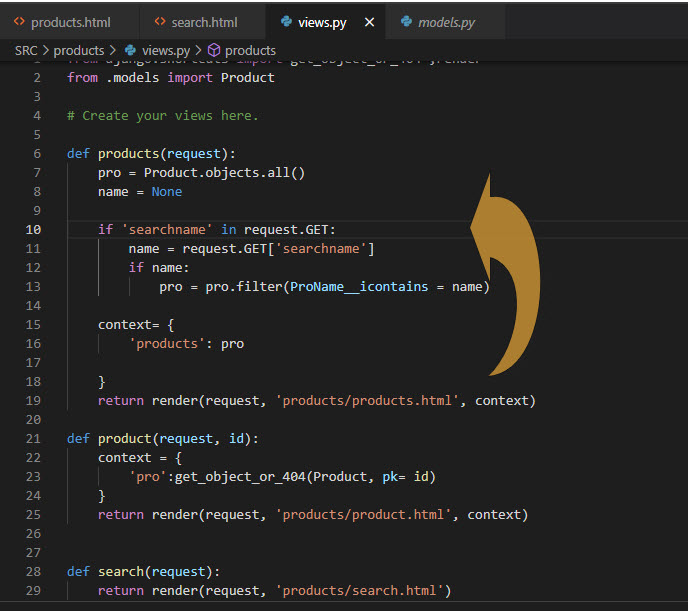 products.html search.html views.py × models.py
SRC > products > views.py > products
1 from django.shortcuts import get_object_or_404 ,render
2 from .models import Product
3
4 # Create your views here.
5
6 def products(request):
7 pro = Product.objects.all()
8 name = None
9
10 if 'searchname' in request.GET:
11 name = request.GET['searchname']
12 if name:
13 pro = pro.filter(ProName__icontains = name)
14
15 context= {
16 'products': pro
17
18 }
19 return render(request, 'products/products.html', context)
20
21 def product(request, id):
22 context = {
23 'pro':get_object_or_404(Product, pk= id)
24 }
25 return render(request, 'products/product.html', context)
26
27
28 def search(request):
29 return render(request, 'products/search.html')